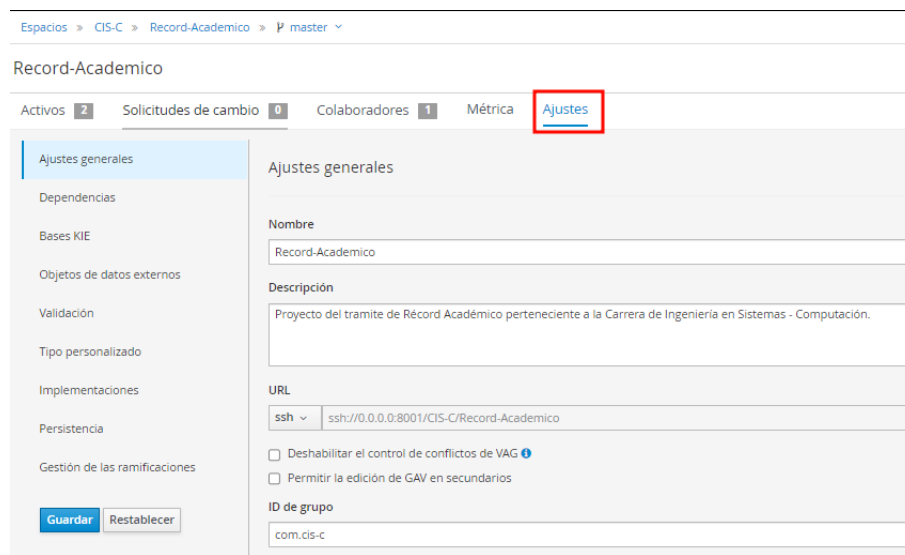 Espacios » CIS-C » Record-Academico » master
Record-Academico
Activos 2 Solicitudes de cambio 0 Colaboradores 1 Métrica Ajustes
Ajustes generales
Dependencias
Bases KIE
Objetos de datos externos
Validación
Tipo personalizado
Implementaciones
Persistencia
Gestión de las ramificaciones
Guardar Restablecer
Ajustes generales
Nombre
Record-Academico
Descripción
Proyecto del tramite de Récord Académico perteneciente a la Carrera de Ingeniería en Sistemas - Computación.
URL
ssh ssh://0.0.0.0:8001/CIS-C/Record-Academico
Deshabilitar el control de conflictos de VAG
Permitir la edición de GAV en secundarios
ID de grupo
com.cis-c